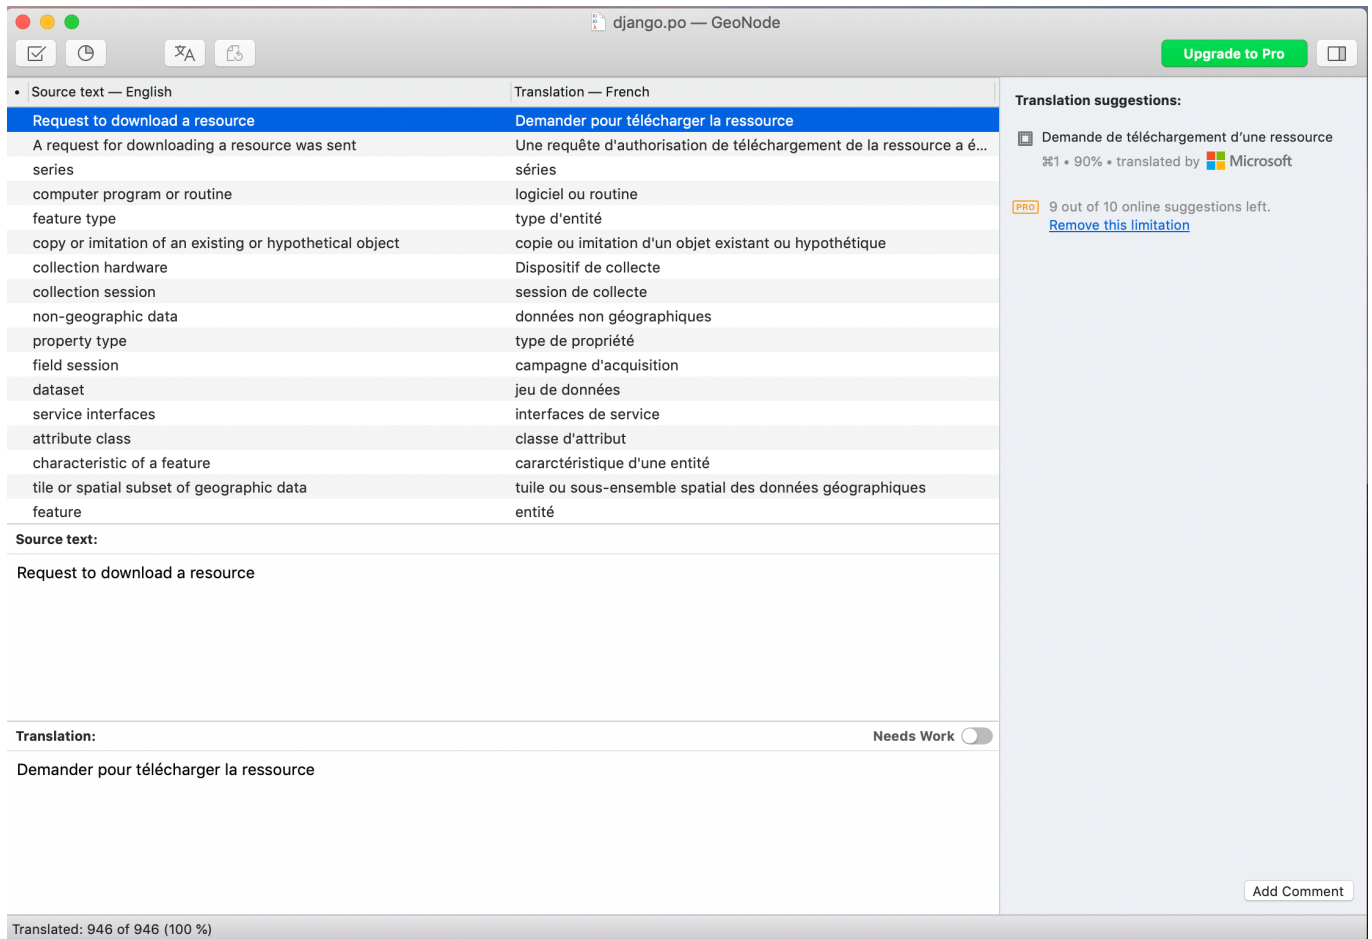 django.po — GeoNode
Upgrade to Pro
Source text — English Translation — French
Request to download a resource Demander pour télécharger la ressource
A request for downloading a resource was sent Une requête d'authorisation de téléchargement de la ressource a é...
series séries
computer program or routine logiciel ou routine
feature type type d'entité
copy or imitation of an existing or hypothetical object copie ou imitation d'un objet existant ou hypothétique
collection hardware Dispositif de collecte
collection session session de collecte
non-geographic data données non géographiques
property type type de propriété
field session campagne d'acquisition
dataset jeu de données
service interfaces interfaces de service
attribute class classe d'attribut
characteristic of a feature cararctéristique d'une entité
tile or spatial subset of geographic data tuile ou sous-ensemble spatial des données géographiques
feature entité
Source text:
Request to download a resource
Translation: Needs Work
Demander pour télécharger la ressource
Translation suggestions:
Demande de téléchargement d’une ressource
⌘1 • 90% • translated by Microsoft
PRO 9 out of 10 online suggestions left.
Remove this limitation
Add Comment
Translated: 946 of 946 (100 %)